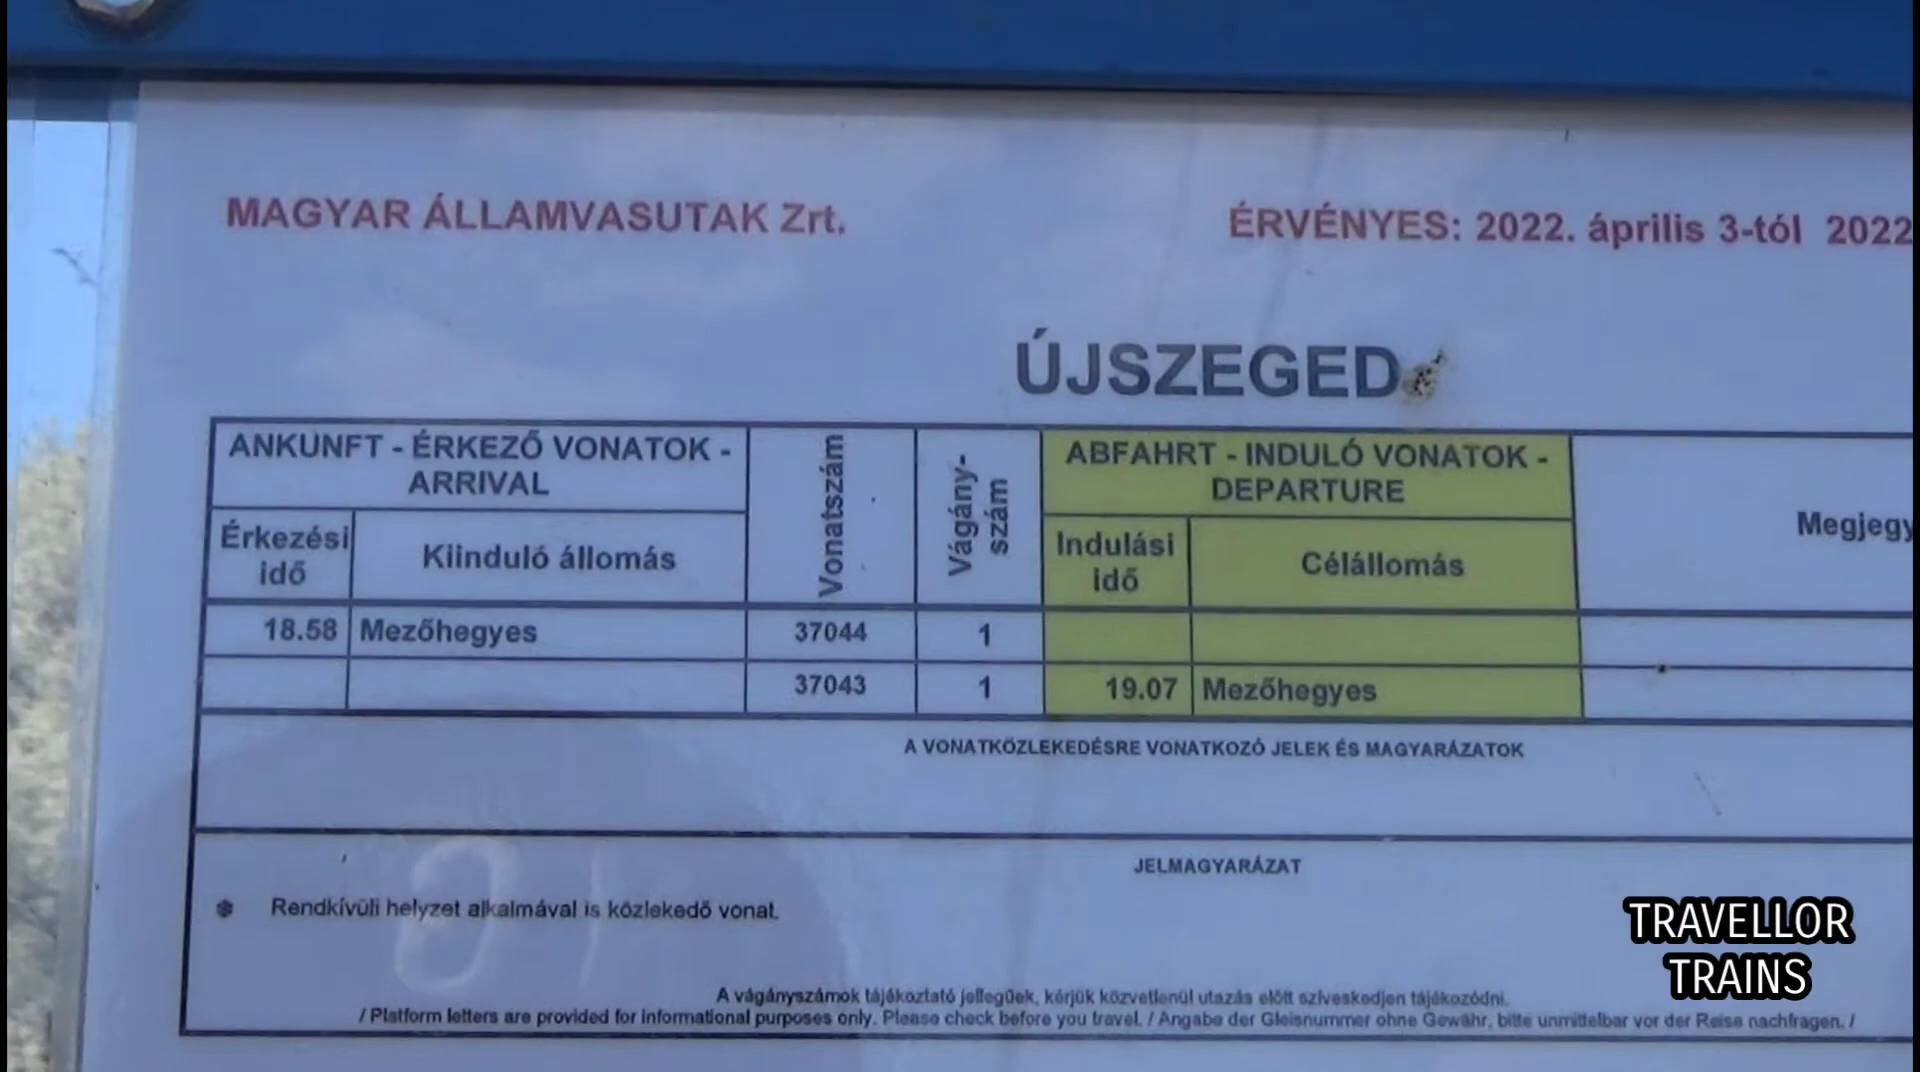 MAGYAR ÁLLAMVASUTAK Zrt.
ÉRVÉNYES: 2022. április 3-tól 2022
ÚJSZEGED
ANKUNFT - ÉRKEZŐ VONATOK -
ARRIVAL
Vonatszám
Vágány-
szám
ABFAHRT - INDULÓ VONATOK -
DEPARTURE
Megjegy
Érkezési
idő
Kiinduló állomás
Indulási
idő
Célállomás
18.58 Mezőhegyes 37044 1
37043 1 19.07 Mezőhegyes
A VONATKÖZLEKEDÉSRE VONATKOZÓ JELEK ÉS MAGYARÁZATOK
JELMAGYARÁZAT
Rendkívüli helyzet alkalmával is közlekedő vonat.
A vágányszámok tájékoztató jellegűek, kérjük közvetlenül utazás előtt szíveskedjen tájékozódni.
/ Platform letters are provided for informational purposes only. Please check before you travel. / Angabe der Gleisnummer ohne Gewähr, bitte unmittelbar vor der Reise nachfragen. /
TRAVELLOR
TRAINS